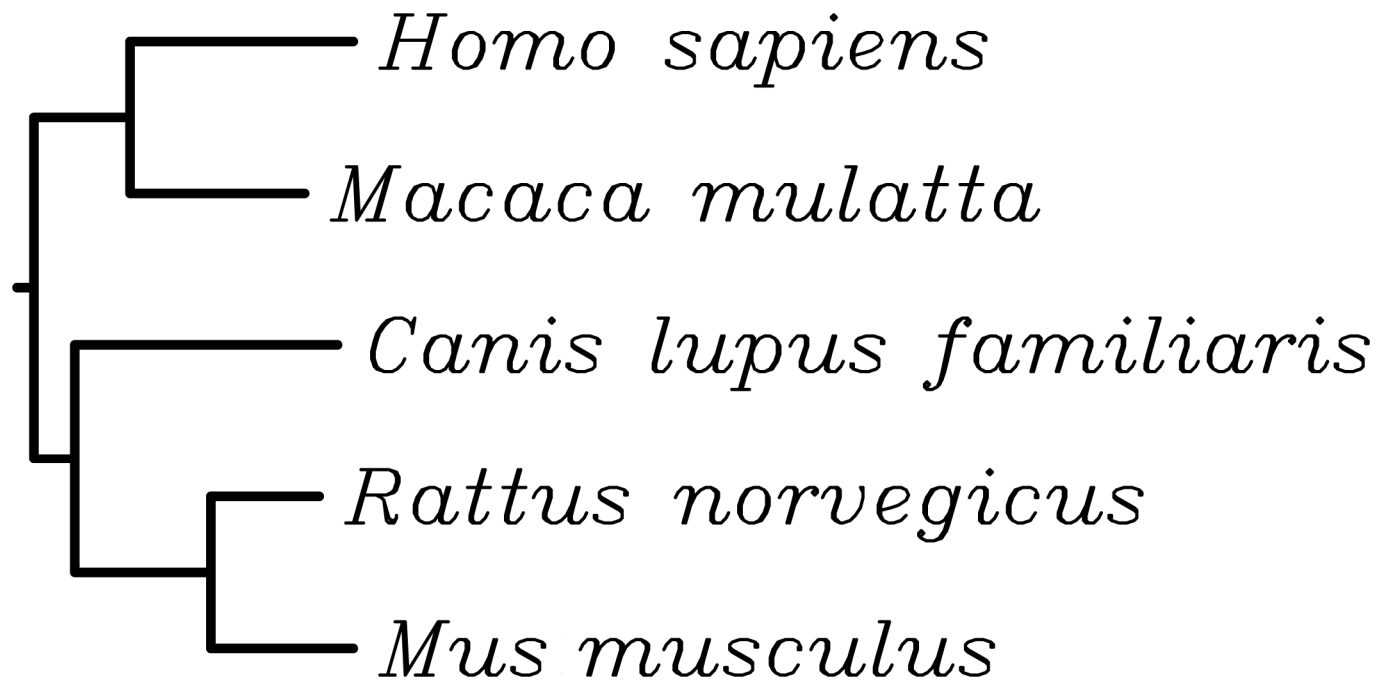 Homo sapiens
Macaca mulatta
Canis lupus familiaris
Rattus norvegicus
Mus musculus